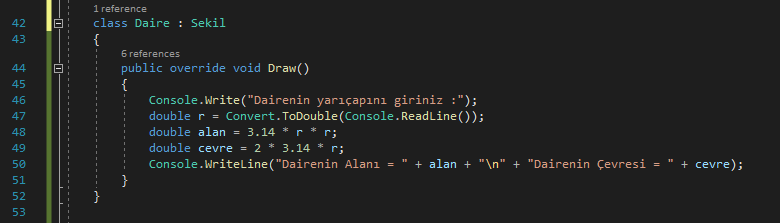 1 reference
42 class Daire : Sekil
43 {
6 references
44 public override void Draw()
45 {
46 Console.Write("Dairenin yarıçapını giriniz :");
47 double r = Convert.ToDouble(Console.ReadLine());
48 double alan = 3.14 * r * r;
49 double cevre = 2 * 3.14 * r;
50 Console.WriteLine("Dairenin Alanı = " + alan + "\n" + "Dairenin Çevresi = " + cevre);
51 }
52 }
53